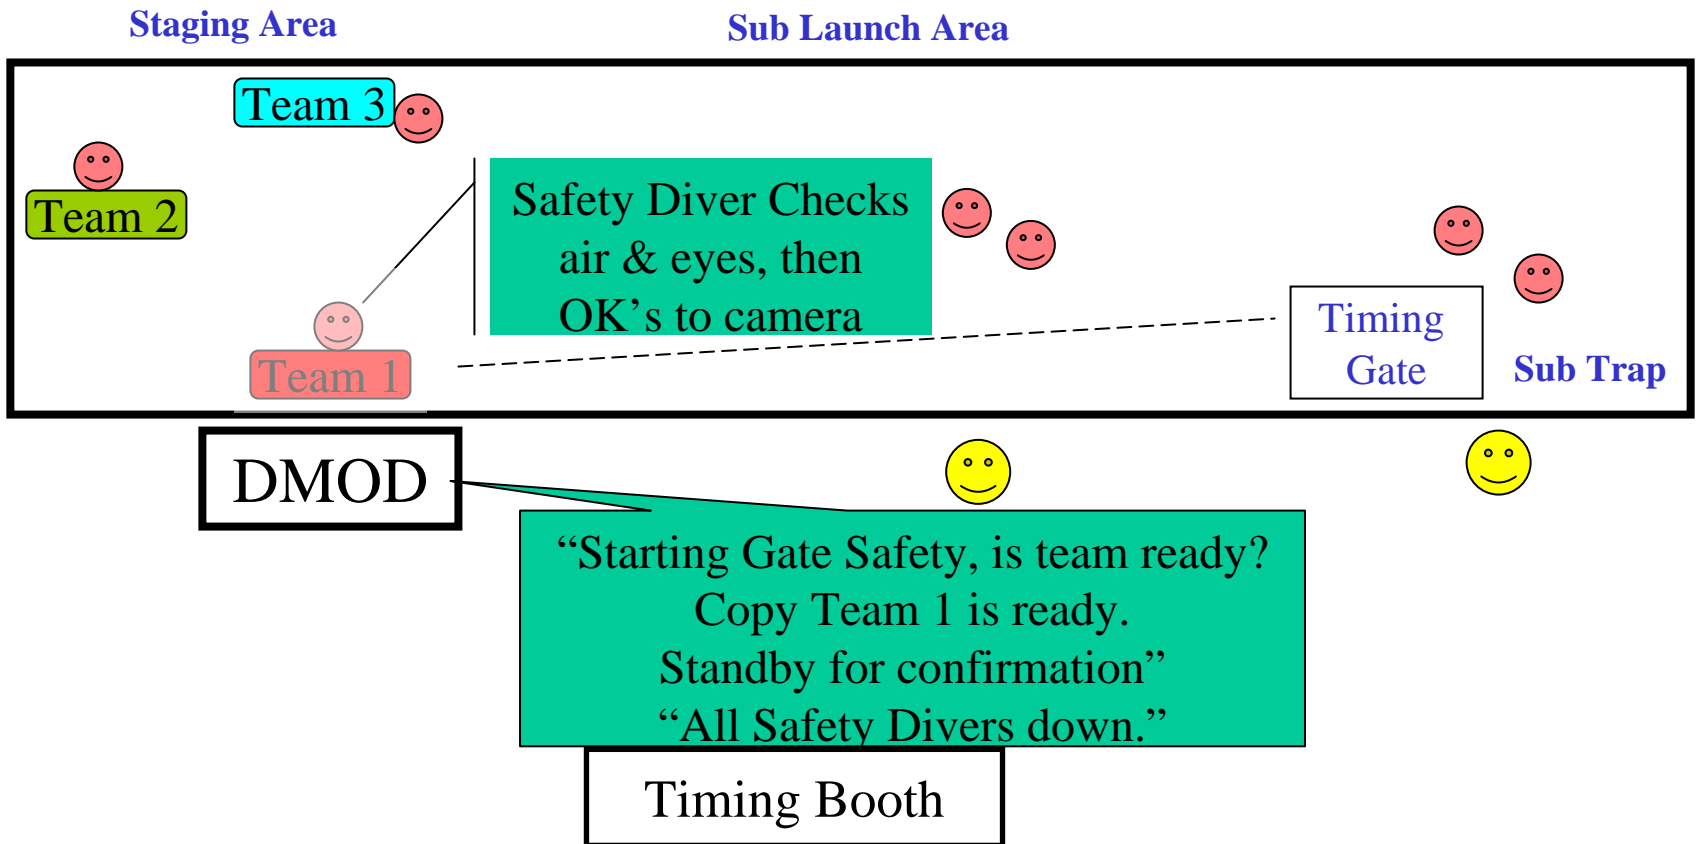 Staging Area
Sub Launch Area
Team 3
Team 2
Safety Diver Checks
air & eyes, then
OK’s to camera
Team 1
Timing
Gate
Sub Trap
DMOD
“Starting Gate Safety, is team ready?
Copy Team 1 is ready.
Standby for confirmation”
“All Safety Divers down.”
Timing Booth